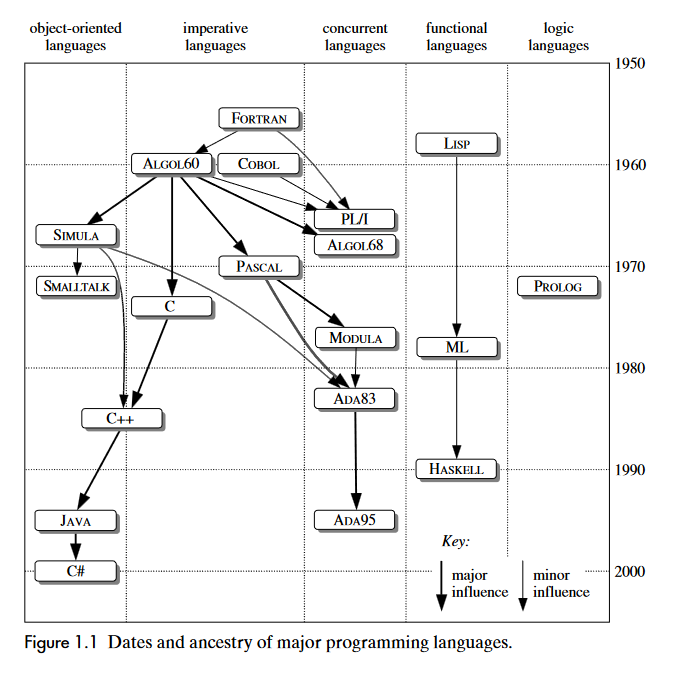 object-oriented languages
imperative languages
concurrent languages
functional languages
logic languages
1950
FORTRAN
LISP
ALGOL60
COBOL
1960
PL/I
SIMULA
ALGOL68
PASCAL
1970
SMALLTALK
PROLOG
C
MODULA
ML
1980
ADA83
C++
HASKELL
1990
JAVA
ADA95
Key:
C#
major influence
minor influence
2000
Figure 1.1 Dates and ancestry of major programming languages.